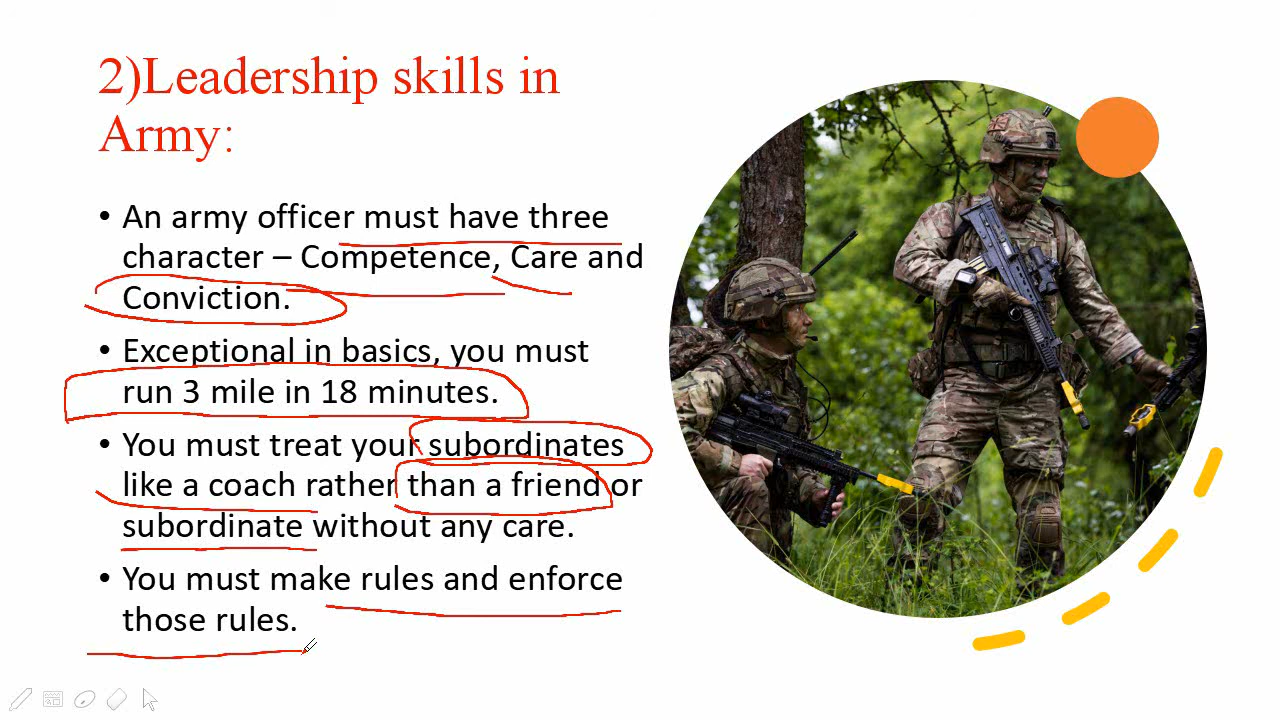 2)Leadership skills in
Army:
• An army officer must have three
character – Competence, Care and
Conviction.
• Exceptional in basics, you must
run 3 mile in 18 minutes.
• You must treat your subordinates
like a coach rather than a friend or
subordinate without any care.
• You must make rules and enforce
those rules.